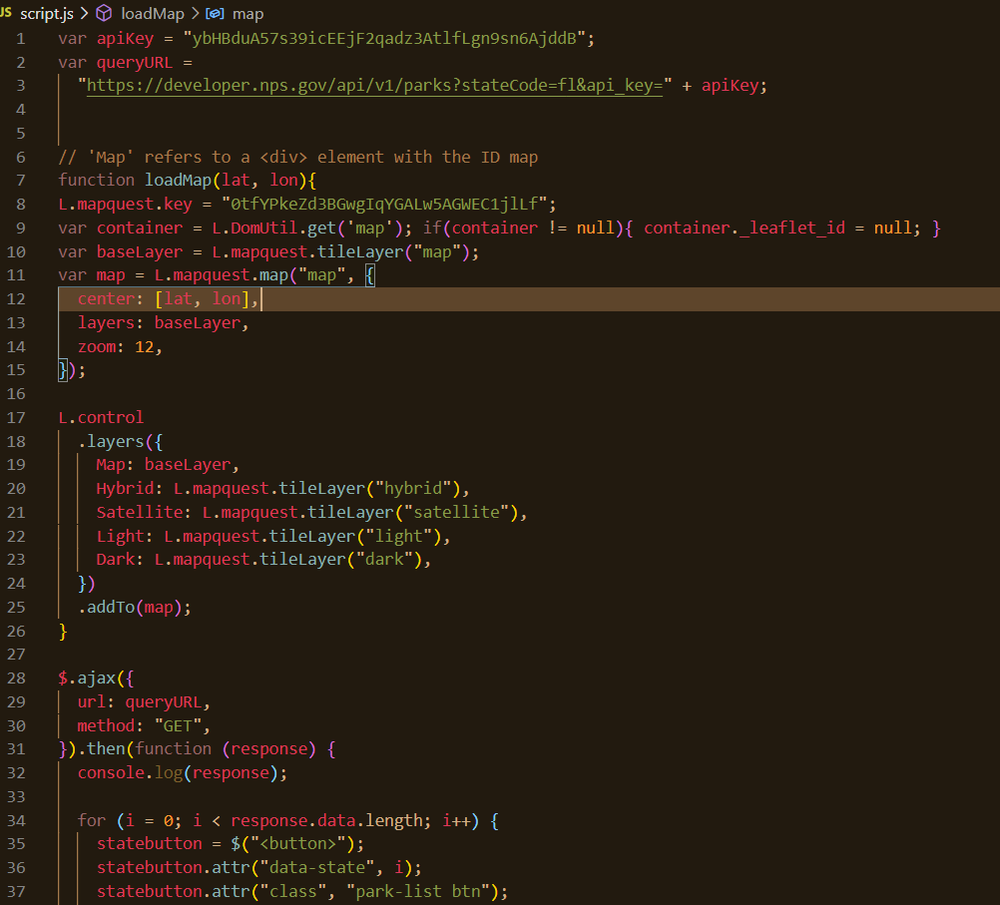 JS script.js > loadMap > map
1 var apiKey = "ybHBduA57s39icEEjF2qadz3AtlfLgn9sn6AjddB";
2 var queryURL =
3 "https://developer.nps.gov/api/v1/parks?stateCode=fl&api_key=" + apiKey;
4
5
6 // 'Map' refers to a <div> element with the ID map
7 function loadMap(lat, lon){
8 L.mapquest.key = "0tfYPkeZd3BGwgIqYGALw5AGWEC1jlLf";
9 var container = L.DomUtil.get('map'); if(container != null){ container._leaflet_id = null; }
10 var baseLayer = L.mapquest.tileLayer("map");
11 var map = L.mapquest.map("map", {
12 center: [lat, lon],
13 layers: baseLayer,
14 zoom: 12,
15 });
16
17 L.control
18 .layers({
19 Map: baseLayer,
20 Hybrid: L.mapquest.tileLayer("hybrid"),
21 Satellite: L.mapquest.tileLayer("satellite"),
22 Light: L.mapquest.tileLayer("light"),
23 Dark: L.mapquest.tileLayer("dark"),
24 })
25 .addTo(map);
26 }
27
28 $.ajax({
29 url: queryURL,
30 method: "GET",
31 }).then(function (response) {
32 console.log(response);
33
34 for (i = 0; i < response.data.length; i++) {
35 statebutton = $("<button>");
36 statebutton.attr("data-state", i);
37 statebutton.attr("class", "park-list btn");